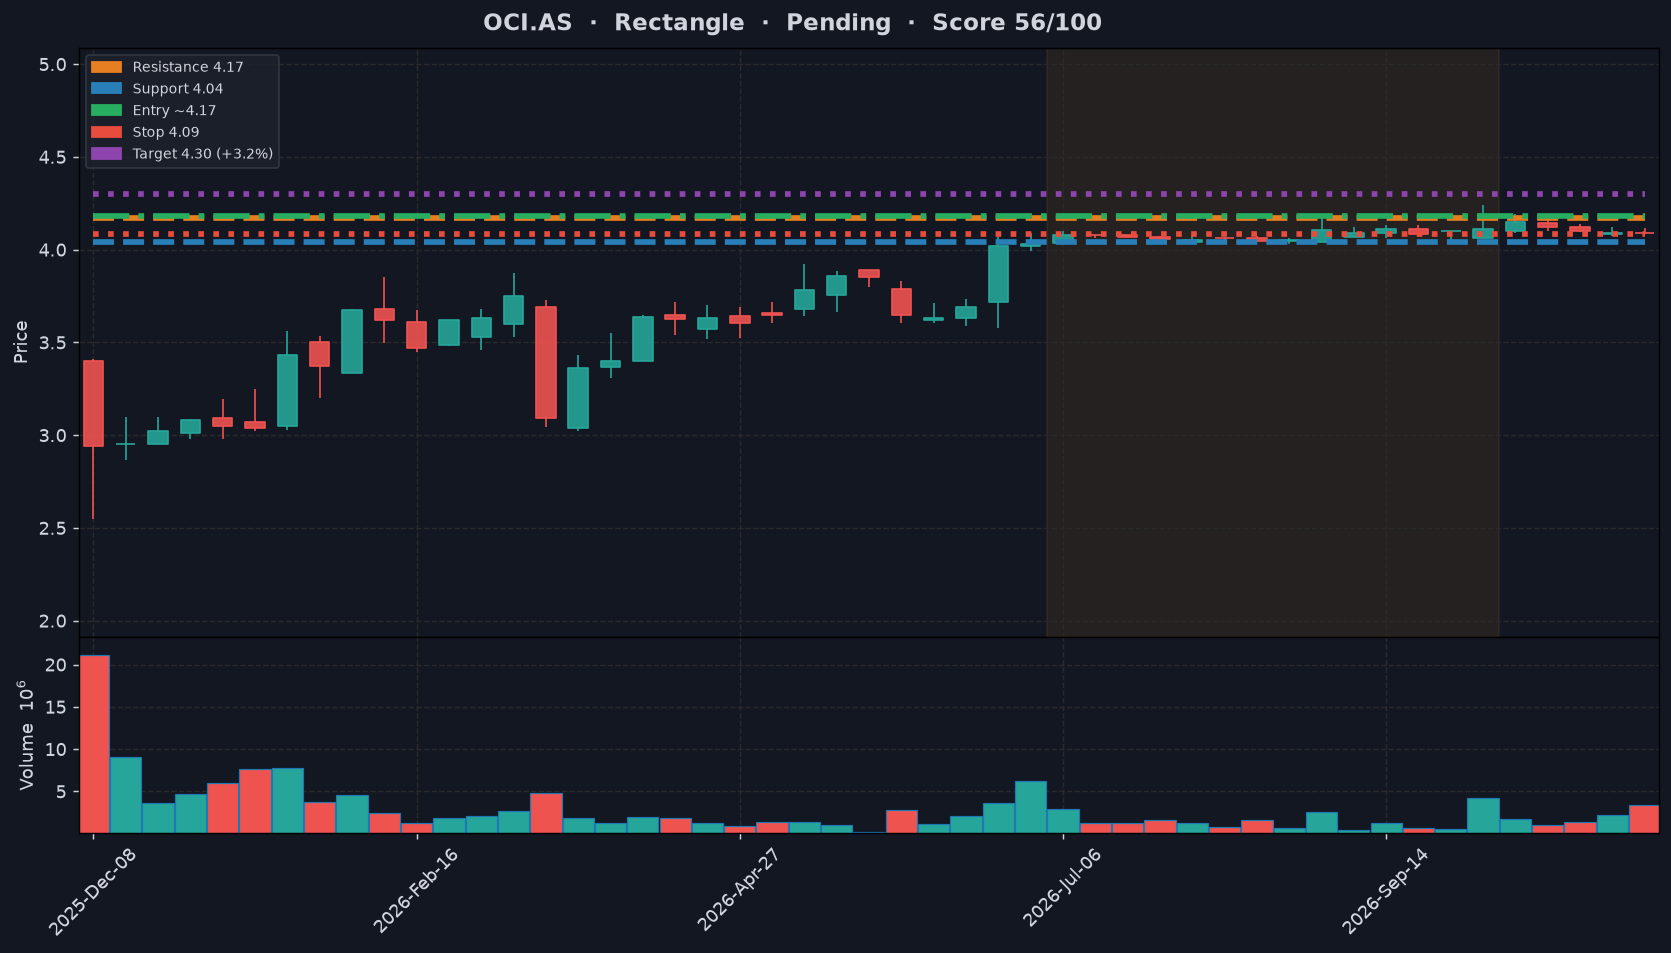 OCI.AS · Rectangle · Pending · Score 56/100
Resistance 4.17
Support 4.04
Entry ~4.17
Stop 4.09
Target 4.30 (+3.2%)
Price
5.0
4.5
4.0
3.5
3.0
2.5
2.0
Volume 10⁶
20
15
10
5
2025-Dec-08
2026-Feb-16
2026-Apr-27
2026-Jul-06
2026-Sep-14